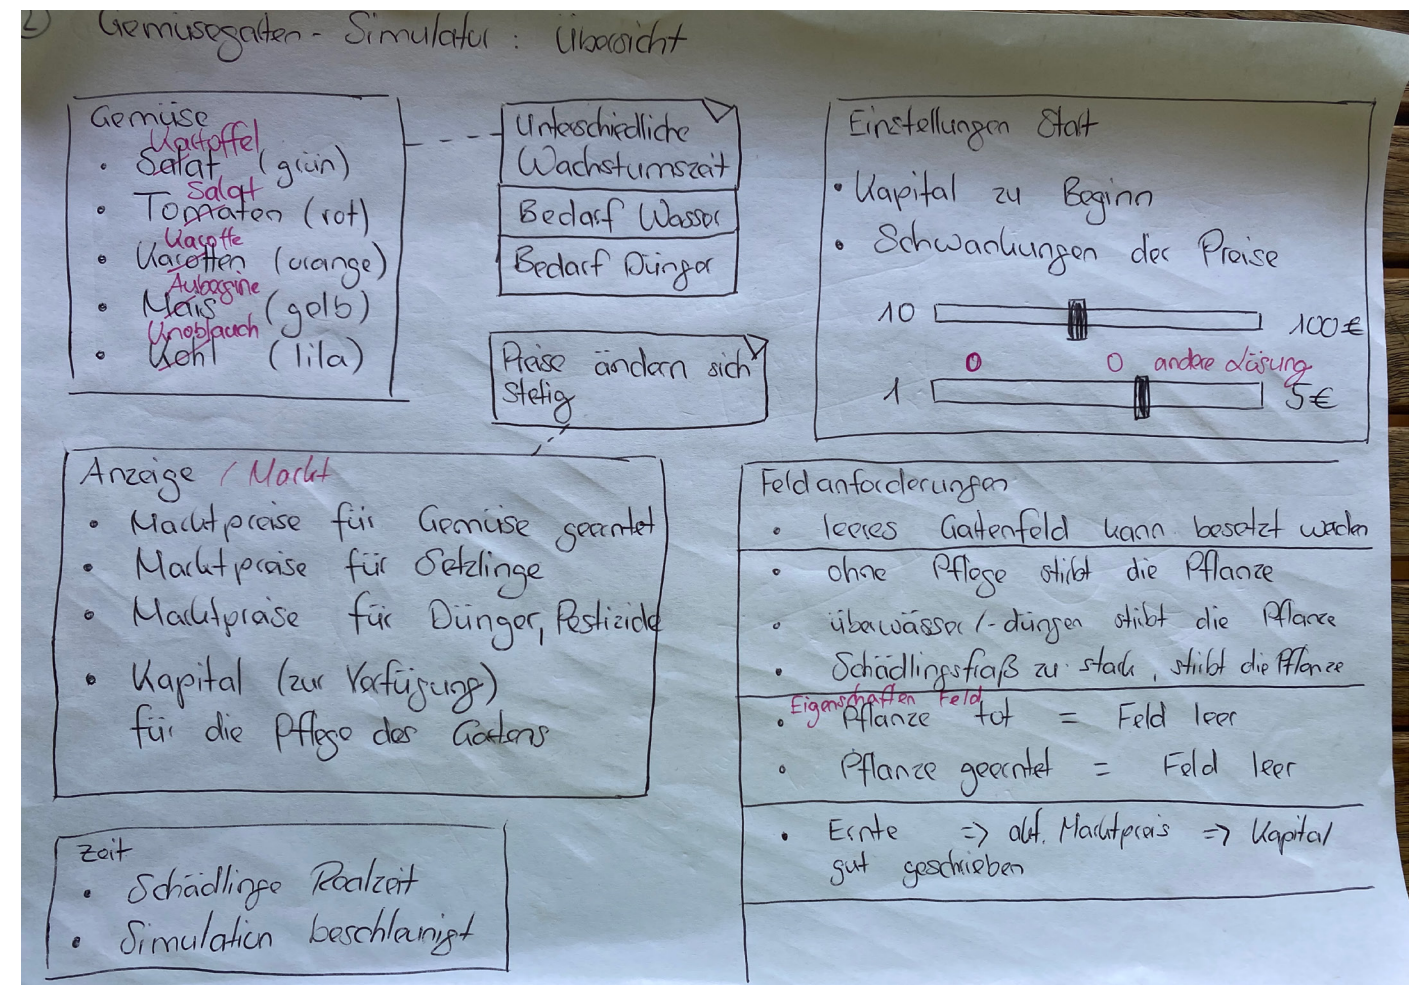 2)
Gemüsegarten - Simulator : Übersicht
Gemüse
Kartoffel
• Salat (grün)
Salat
• Tomaten (rot)
Karotte
• Karotten (orange)
Aubergine
• Mais (gelb)
Knoblauch
• Kohl (lila)
Unterschiedliche
Wachstumszeit
Bedarf Wasser
Bedarf Dünger
Preise ändern sich
stetig
Einstellungen Start
• Kapital zu Beginn
• Schwankungen der Preise
10 100 €
O O andere Lösung
1 5 €
Anzeige / Markt
• Marktpreise für Gemüse geerntet
• Marktpreise für Setzlinge
• Marktpreise für Dünger, Pestizide
• Kapital (zur Verfügung)
für die Pflege des Gartens
Feldanforderungen
• leeres Gartenfeld kann besetzt werden
• ohne Pflege stirbt die Pflanze
• überwässer/-düngen stirbt die Pflanze
• Schädlingsfraß zu stark, stirbt die Pflanze
Eigenschaften Feld
• Pflanze tot = Feld leer
• Pflanze geerntet = Feld leer
• Ernte => akt. Marktpreis => Kapital
gut geschrieben
Zeit
• Schädlinge Realzeit
• Simulation beschleunigt